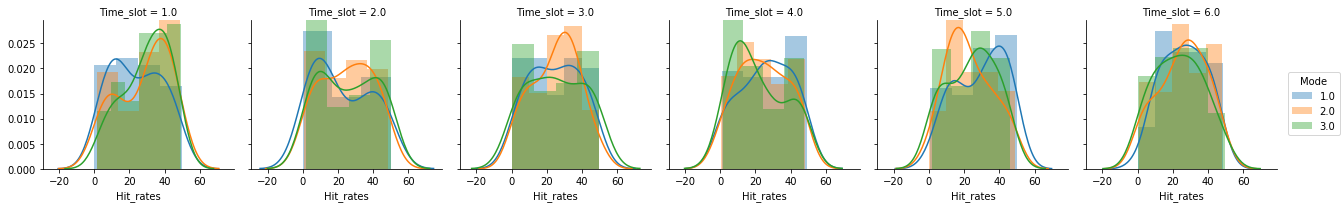 Time_slot = 1.0 Time_slot = 2.0 Time_slot = 3.0 Time_slot = 4.0 Time_slot = 5.0 Time_slot = 6.0
0.025
0.020
0.015
0.010
0.005
0.000
Mode
1.0
2.0
3.0
−20 0 20 40 60 −20 0 20 40 60 −20 0 20 40 60 −20 0 20 40 60 −20 0 20 40 60 −20 0 20 40 60
Hit_rates Hit_rates Hit_rates Hit_rates Hit_rates Hit_rates